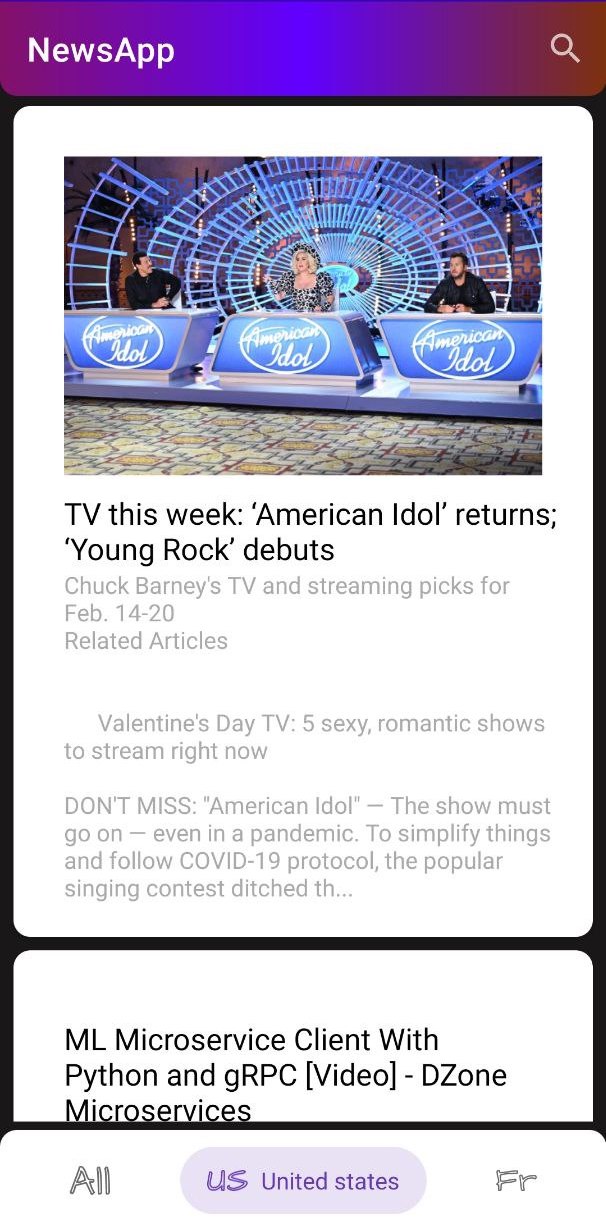 NewsApp
American
Idol
American
Idol
American
Idol
TV this week: ‘American Idol’ returns;
‘Young Rock’ debuts
Chuck Barney's TV and streaming picks for
Feb. 14-20
Related Articles
Valentine's Day TV: 5 sexy, romantic shows
to stream right now
DON'T MISS: "American Idol" — The show must
go on — even in a pandemic. To simplify things
and follow COVID-19 protocol, the popular
singing contest ditched th...
ML Microservice Client With
Python and gRPC [Video] - DZone
Microservices
All US United states Fr